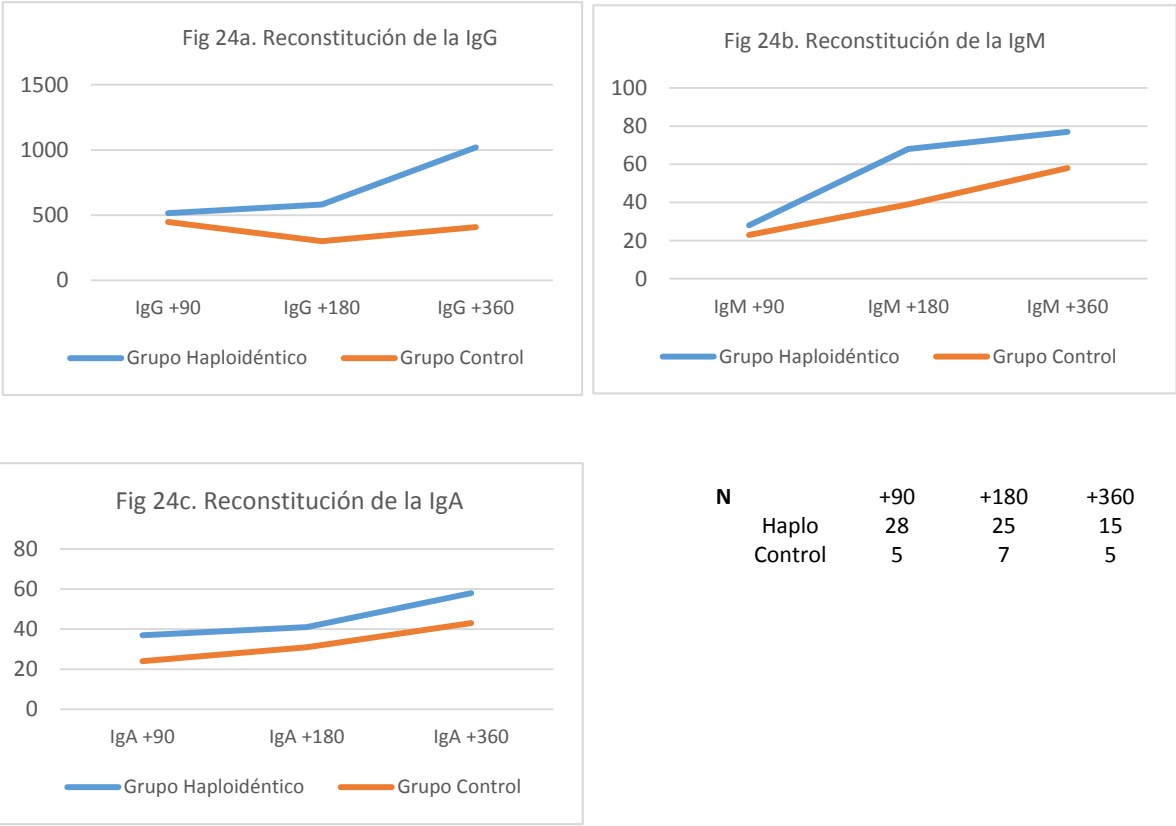 Fig 24a. Reconstitución de la IgG
1500
1000
500
0
IgG +90 IgG +180 IgG +360
Grupo Haploidéntico Grupo Control
Fig 24b. Reconstitución de la IgM
100
80
60
40
20
0
IgM +90 IgM +180 IgM +360
Grupo Haploidéntico Grupo Control
Fig 24c. Reconstitución de la IgA
80
60
40
20
0
IgA +90 IgA +180 IgA +360
Grupo Haploidéntico Grupo Control
N +90 +180 +360
Haplo 28 25 15
Control 5 7 5